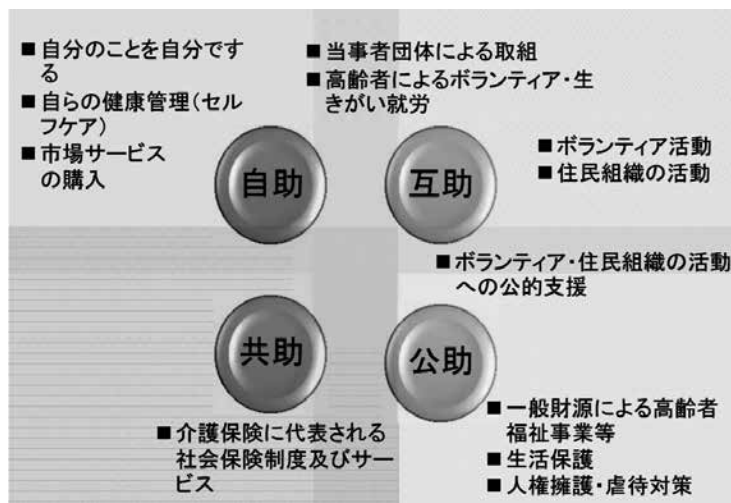 ■自分のことを自分です
る
■自らの健康管理(セル
フケア)
■市場サービス
の購入
■当事者団体による取組
■高齢者によるボランティア・生
きがい就労
■ボランティア活動
■住民組織の活動
自助
互助
■ボランティア・住民組織の活動
への公的支援
共助
公助
■介護保険に代表される
社会保険制度及びサー
ビス
■一般財源による高齢者
福祉事業等
■生活保護
■人権擁護・虐待対策